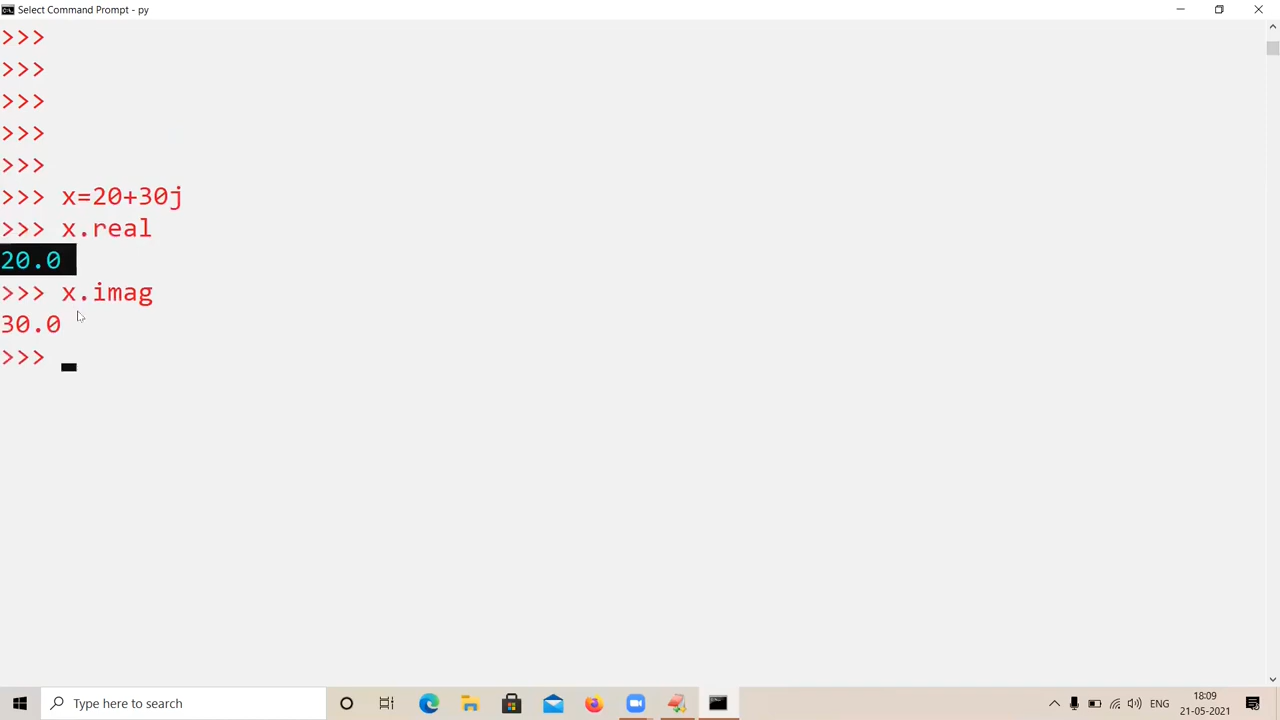 Select Command Prompt - py
>>>
>>>
>>>
>>>
>>>
>>> x=20+30j
>>> x.real
20.0
>>> x.imag
30.0
>>>
Type here to search
ENG
18:09
21-05-2021